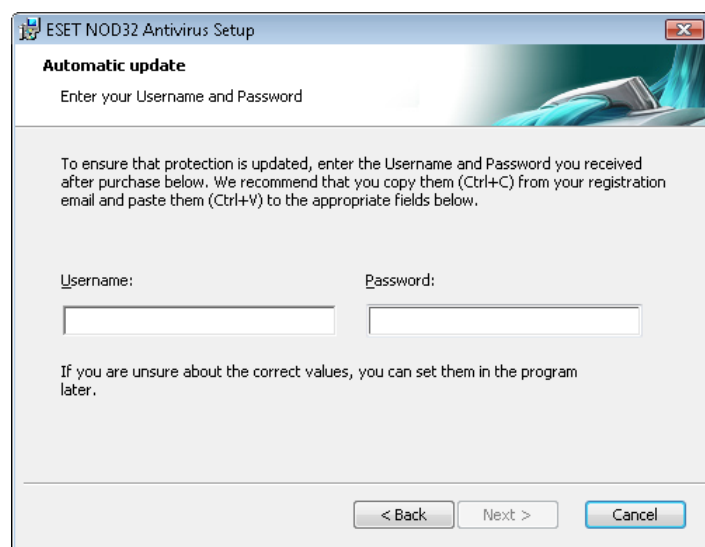 ESET NOD32 Antivirus Setup
Automatic update
Enter your Username and Password
To ensure that protection is updated, enter the Username and Password you received
after purchase below. We recommend that you copy them (Ctrl+C) from your registration
email and paste them (Ctrl+V) to the appropriate fields below.
Username:
Password:
If you are unsure about the correct values, you can set them in the program
later.
< Back
Next >
Cancel